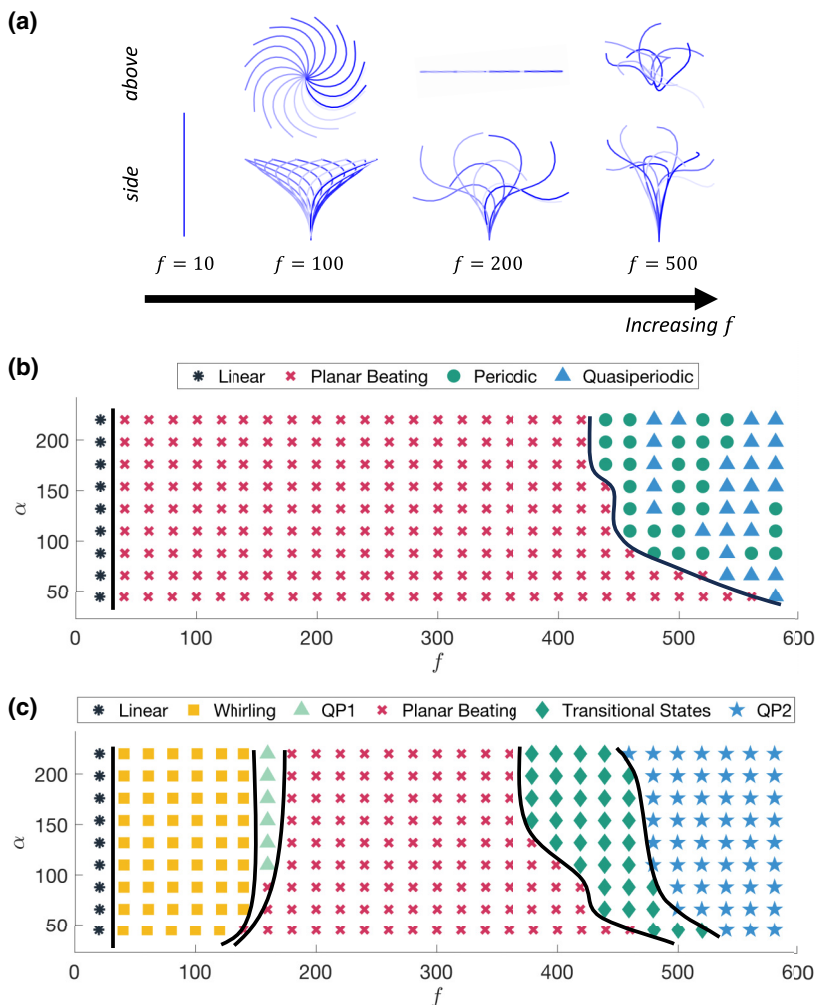 (a)
above
side
f = 10 f = 100 f = 200 f = 500
Increasing f
(b)
Linear Planar Beating Periodic Quasiperiodic
200
150
α
100
50
0 100 200 300 400 500 600
f
(c)
Linear Whirling QP1 Planar Beating Transitional States QP2
200
150
α
100
50
0 100 200 300 400 500 600
f